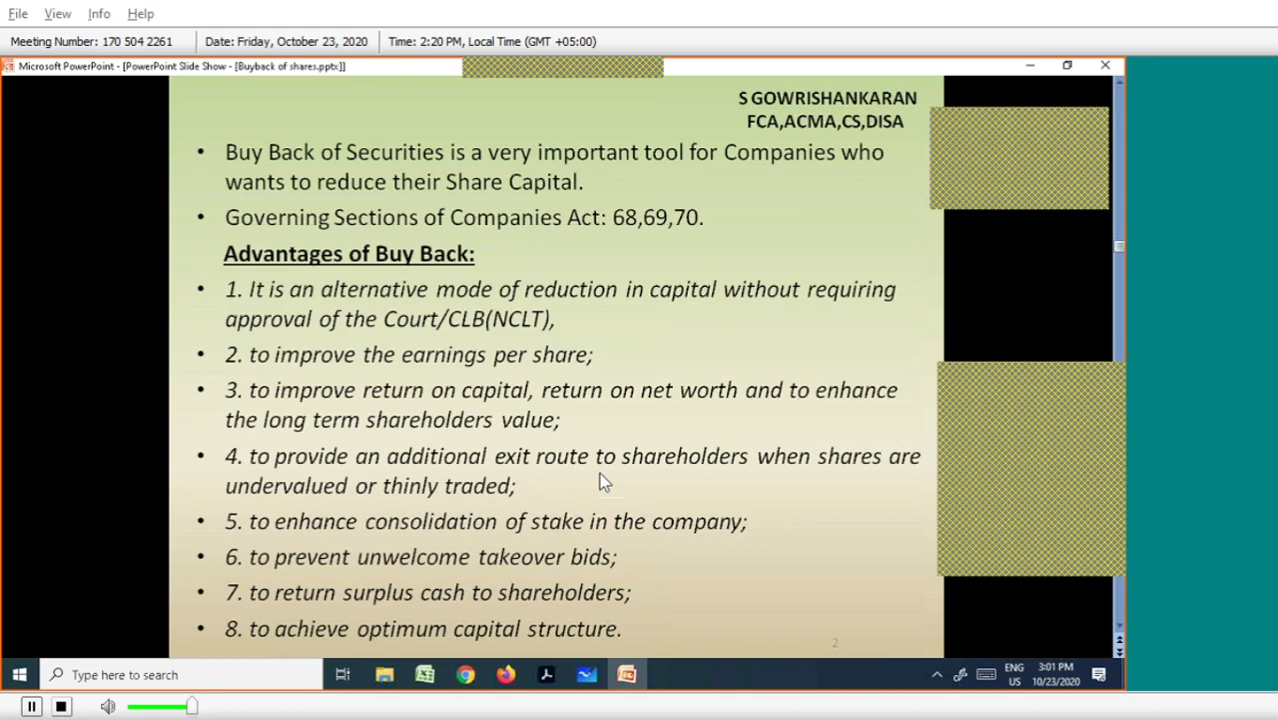 File View Info Help
Meeting Number: 170 504 2261 Date: Friday, October 23, 2020 Time: 2:20 PM, Local Time (GMT +05:00)
Microsoft PowerPoint - [PowerPoint Slide Show - [Buyback of shares.pptx]]
S GOWRISHANKARAN
FCA,ACMA,CS,DISA
• Buy Back of Securities is a very important tool for Companies who
wants to reduce their Share Capital.
• Governing Sections of Companies Act: 68,69,70.
Advantages of Buy Back:
• 1. It is an alternative mode of reduction in capital without requiring
approval of the Court/CLB(NCLT),
• 2. to improve the earnings per share;
• 3. to improve return on capital, return on net worth and to enhance
the long term shareholders value;
• 4. to provide an additional exit route to shareholders when shares are
undervalued or thinly traded;
• 5. to enhance consolidation of stake in the company;
• 6. to prevent unwelcome takeover bids;
• 7. to return surplus cash to shareholders;
• 8. to achieve optimum capital structure.
2
Type here to search
ENG 3:01 PM
US 10/23/2020